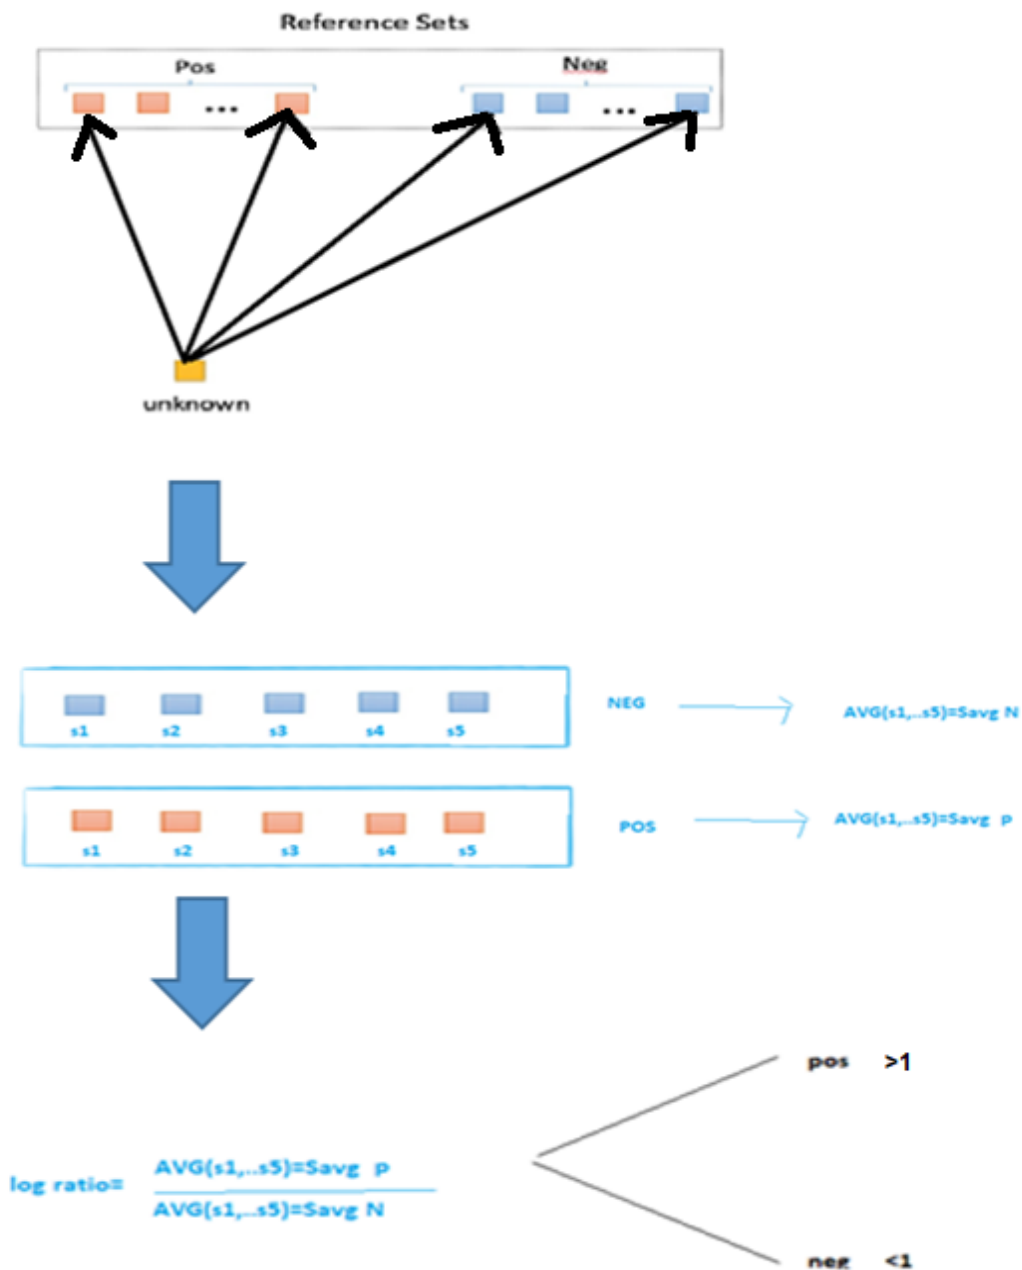 Reference Sets
Pos Neg
... ...
unknown
NEG AVG(s1,..s5)=Savg N
s1 s2 s3 s4 s5
POS AVG(s1,..s5)=Savg p
s1 s2 s3 s4 s5
pos >1
AVG(s1,..s5)=Savg p
log ratio=
AVG(s1,..s5)=Savg N
neg <1